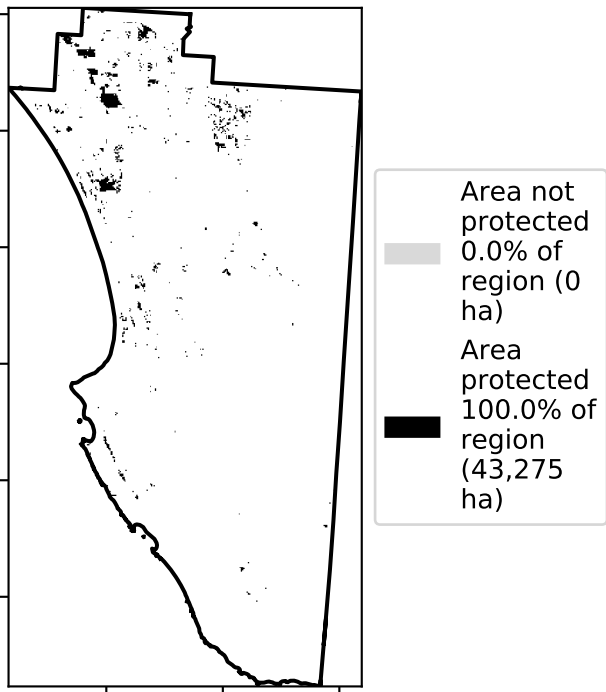 Area not
protected
0.0% of
region (0
ha)
Area
protected
100.0% of
region
(43,275
ha)